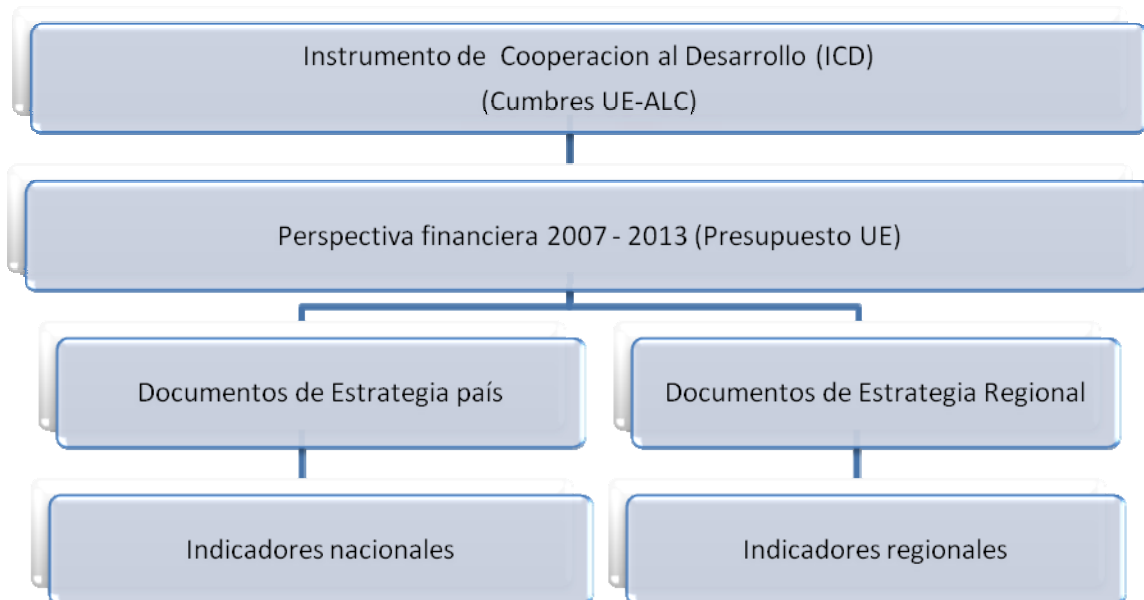 Instrumento de Cooperacion al Desarrollo (ICD)
(Cumbres UE-ALC)
Perspectiva financiera 2007 - 2013 (Presupuesto UE)
Documentos de Estrategia país
Documentos de Estrategia Regional
Indicadores nacionales
Indicadores regionales